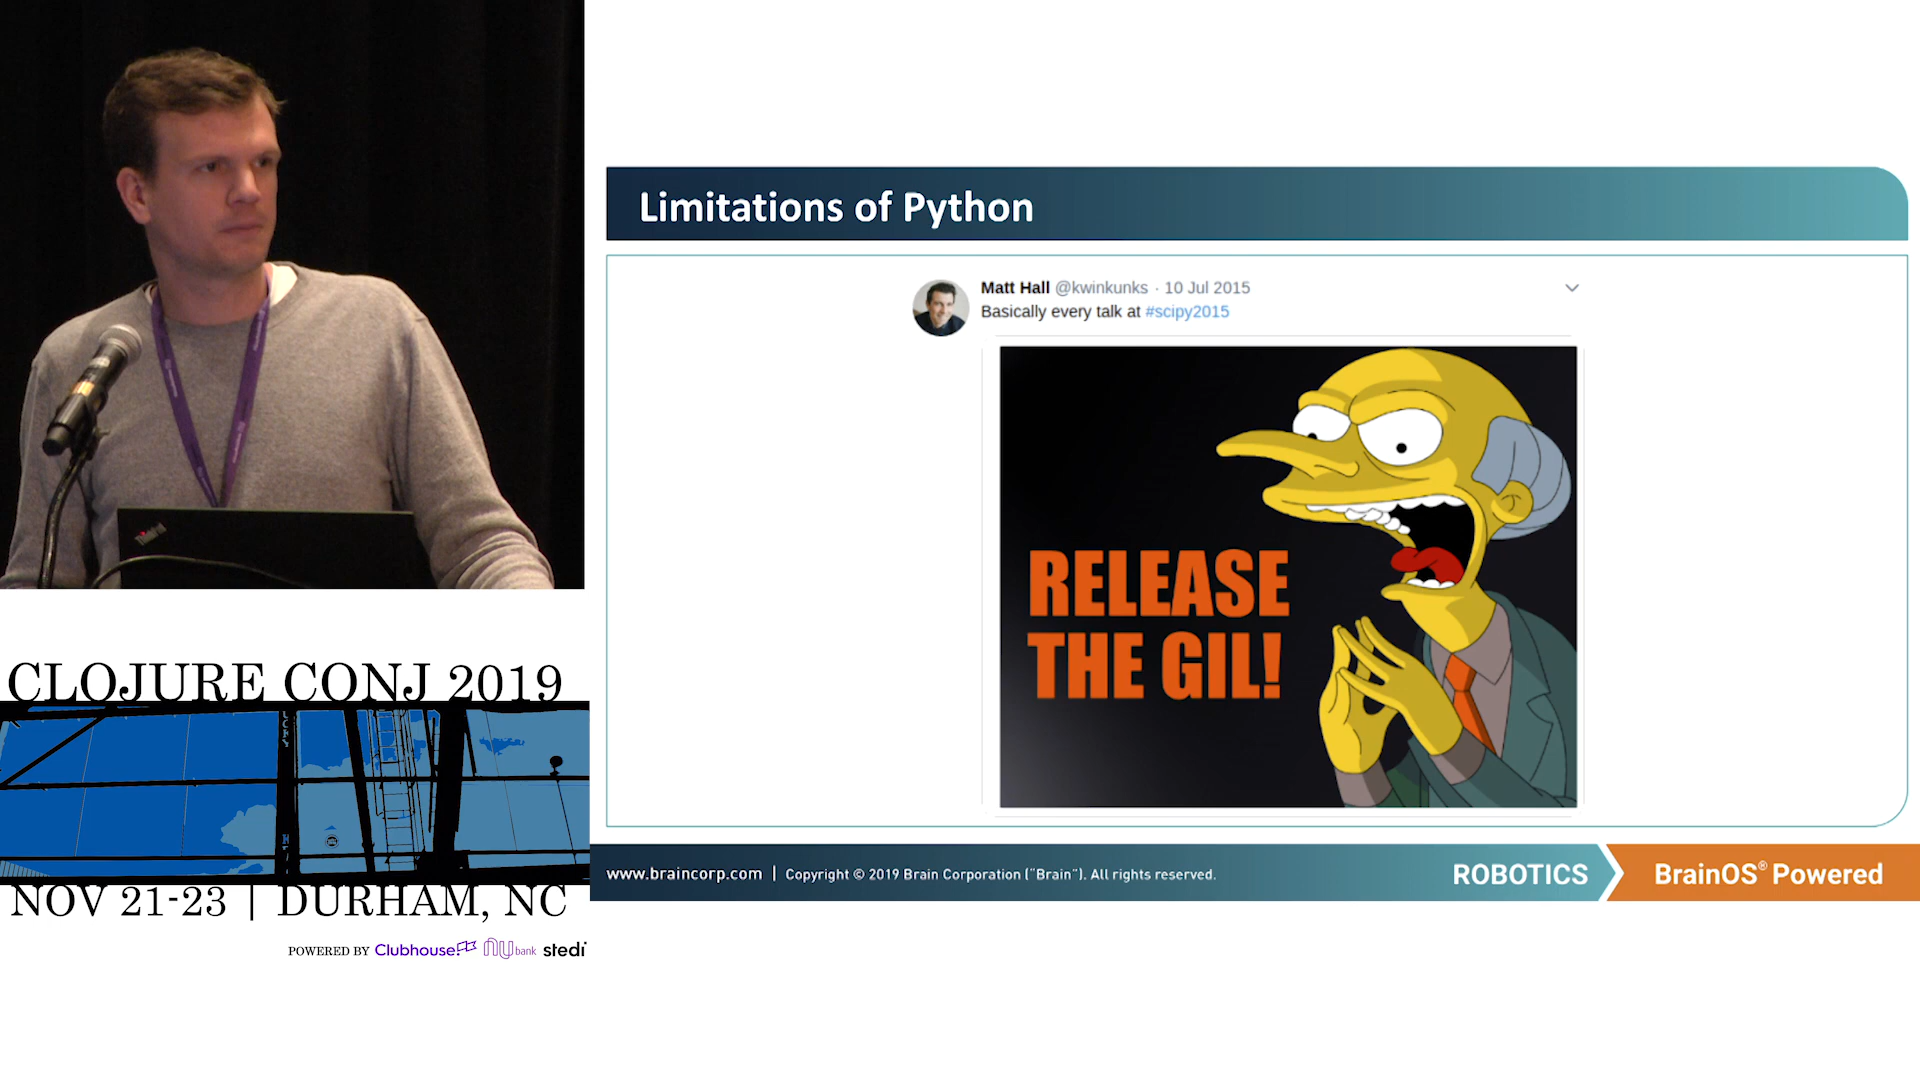 Limitations of Python
Matt Hall @kwinkunks · 10 Jul 2015
Basically every talk at #scipy2015
RELEASE
THE GIL!
www.braincorp.com | Copyright © 2019 Brain Corporation ("Brain"). All rights reserved.
ROBOTICS
BrainOS® Powered
CLOJURE CONJ 2019
NOV 21-23 | DURHAM, NC
POWERED BY Clubhouse nu bank stedi